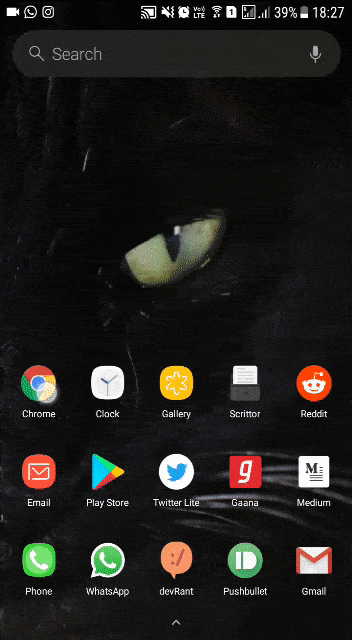 Vo))
LTE
1
39%
18:27
Search
Chrome
Clock
Gallery
Scrittor
Reddit
Email
Play Store
Twitter Lite
Gaana
Medium
Phone
WhatsApp
devRant
Pushbullet
Gmail